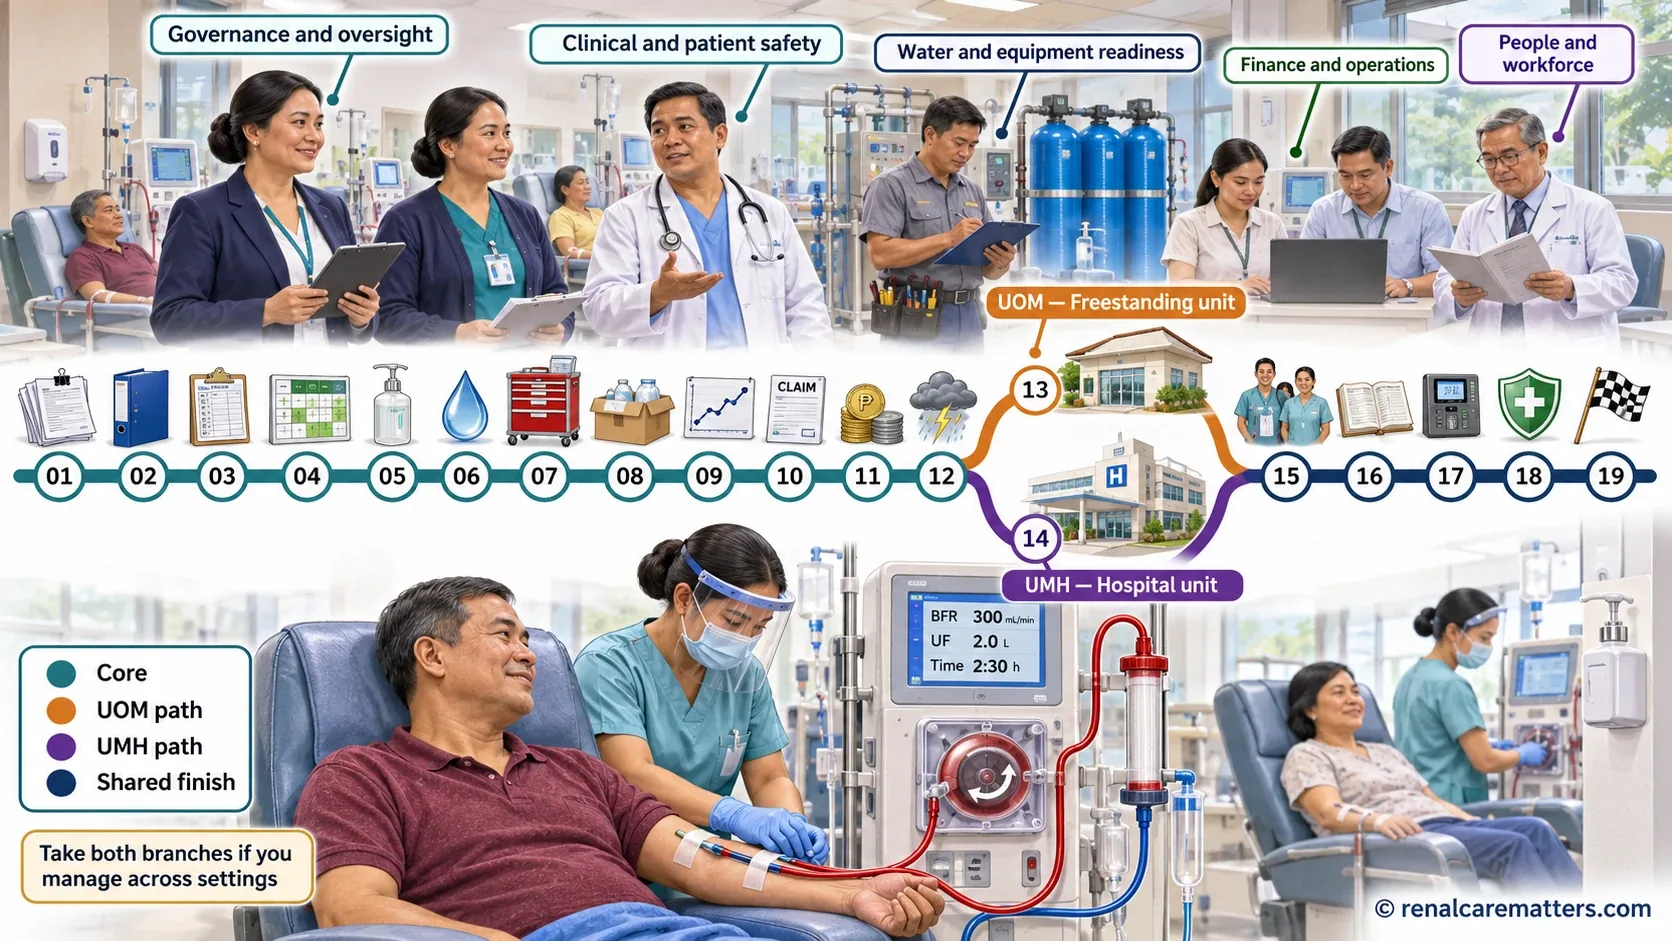 Governance and oversight
Clinical and patient safety
Water and equipment readiness
Finance and operations
People and
workforce
UOM — Freestanding unit
CLAIM
₱
13
H
01
02
03
04
05
06
07
08
09
10
11
12
15
16
17
18
19
14
UMH — Hospital unit
BFR 300 mL/min
UF 2.0 L
Time 2:30 h
Core
UOM path
UMH path
Shared finish
Take both branches if you
manage across settings
© renalcarematters.com